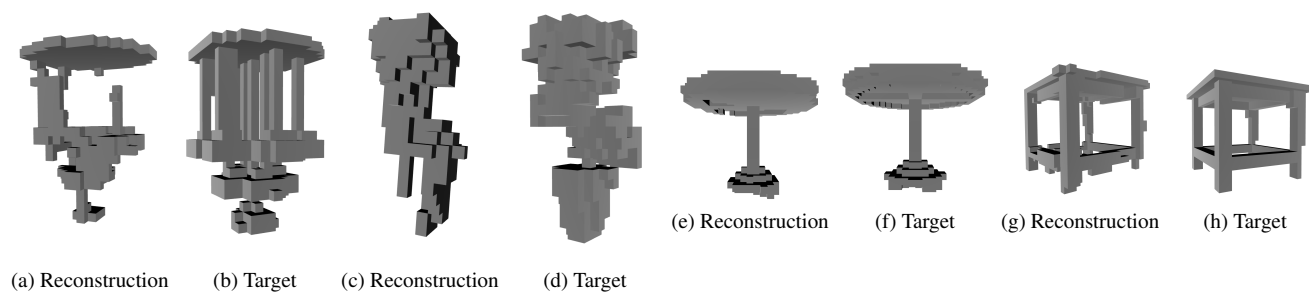 (e) Reconstruction (f) Target (g) Reconstruction (h) Target
(a) Reconstruction (b) Target (c) Reconstruction (d) Target